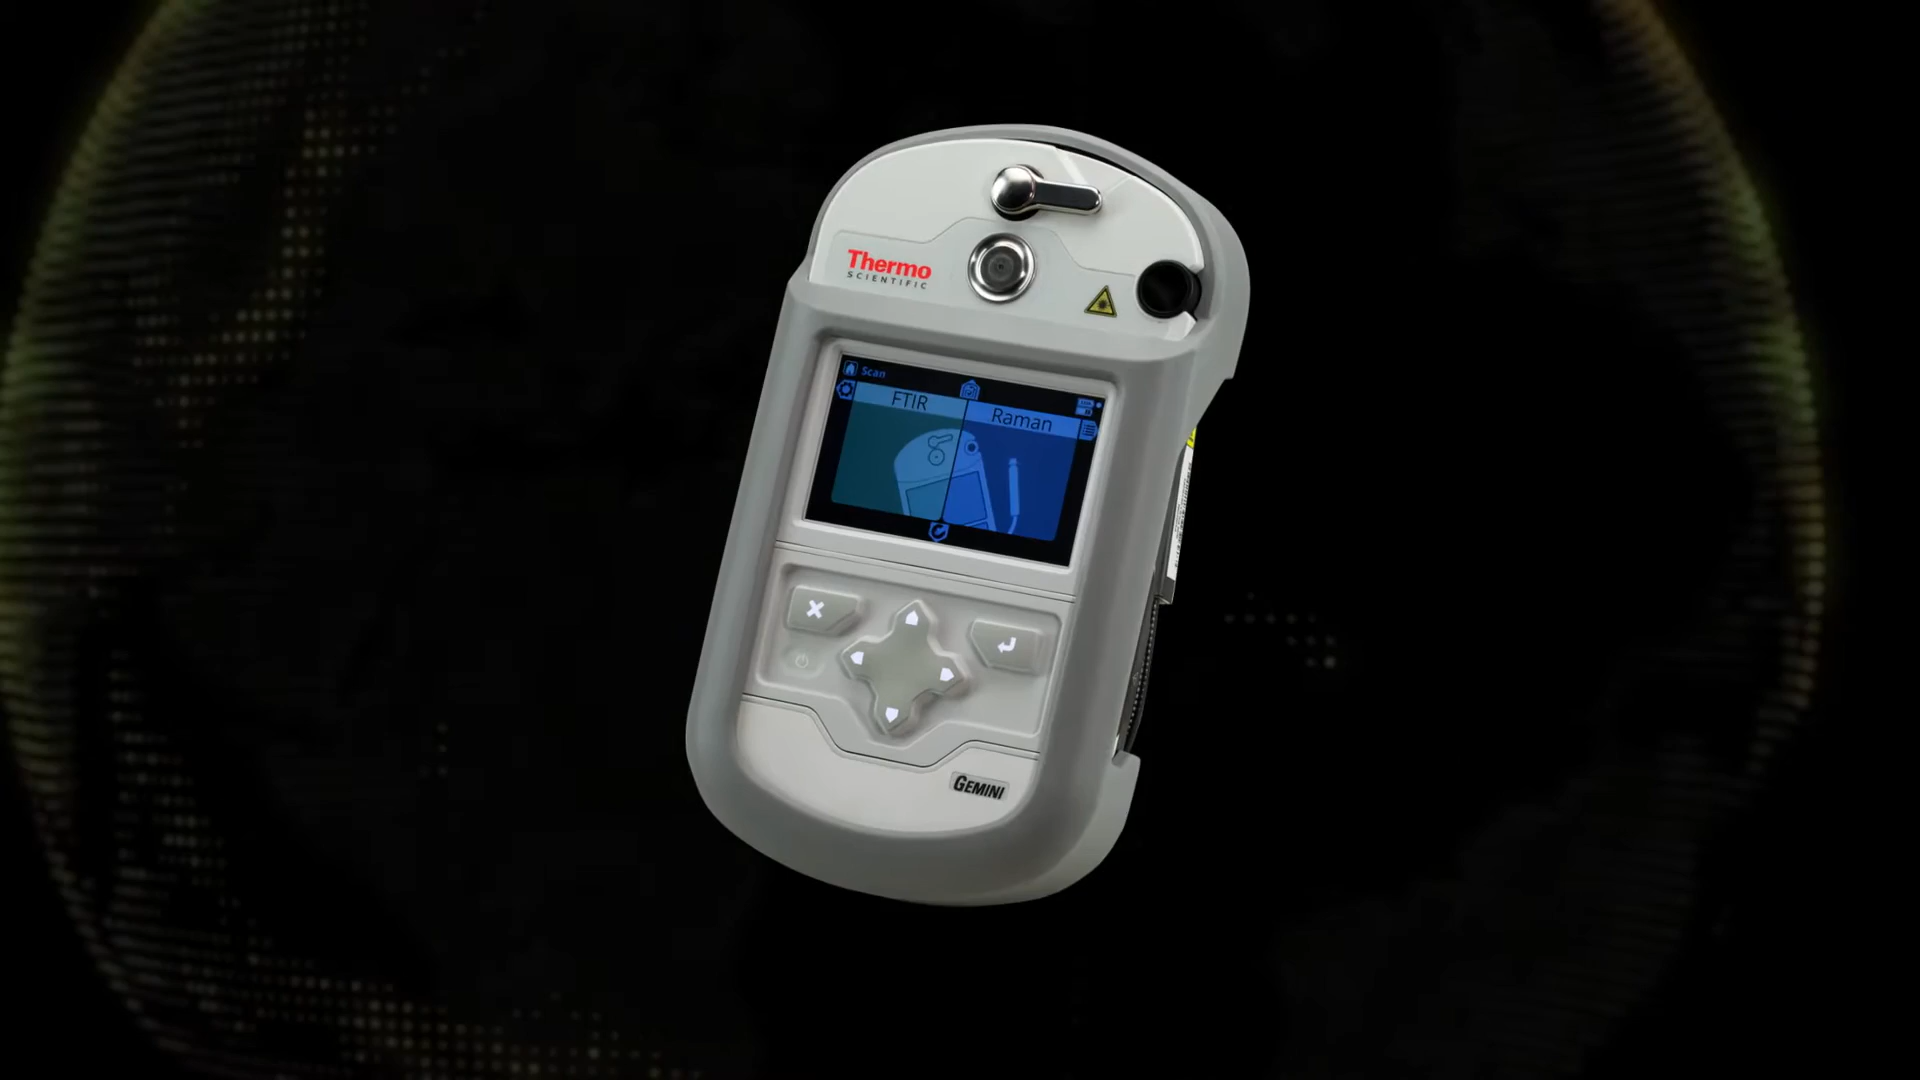 Thermo
SCIENTIFIC
Scan
FTIR
Raman
GEMINI